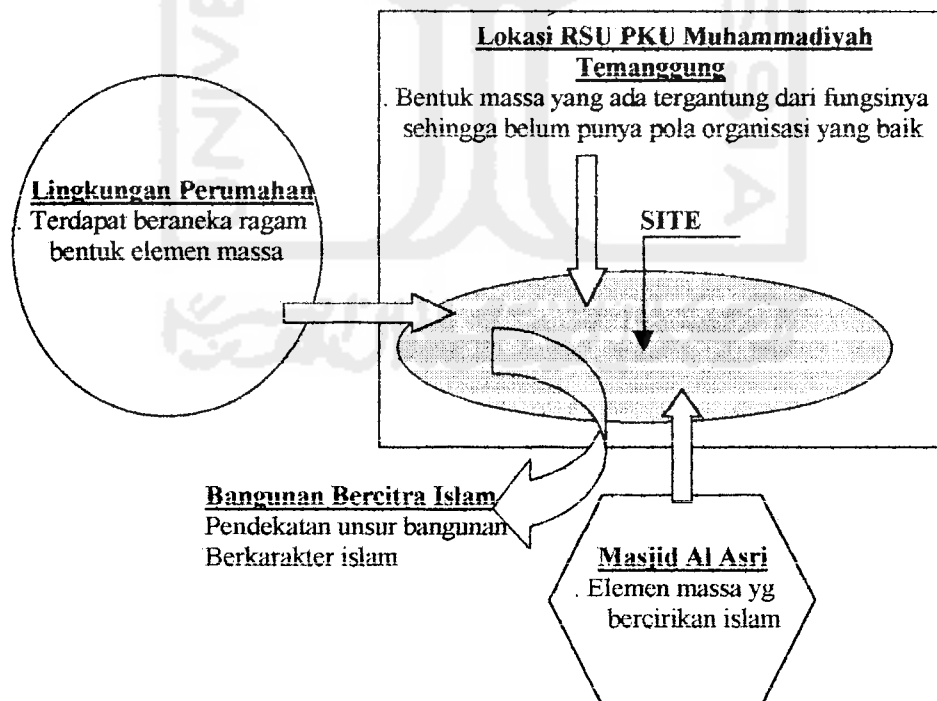 Lokasi RSU PKU Muhammadiyah
Temanggung
. Bentuk massa yang ada tergantung dari fungsinya
sehingga belum punya pola organisasi yang baik
Lingkungan Perumahan
. Terdapat beraneka ragam
bentuk elemen massa
SITE
Bangunan Bercitra Islam
Pendekatan unsur bangunan
Berkarakter islam
Masjid Al Asri
. Elemen massa yg
bercirikan islam